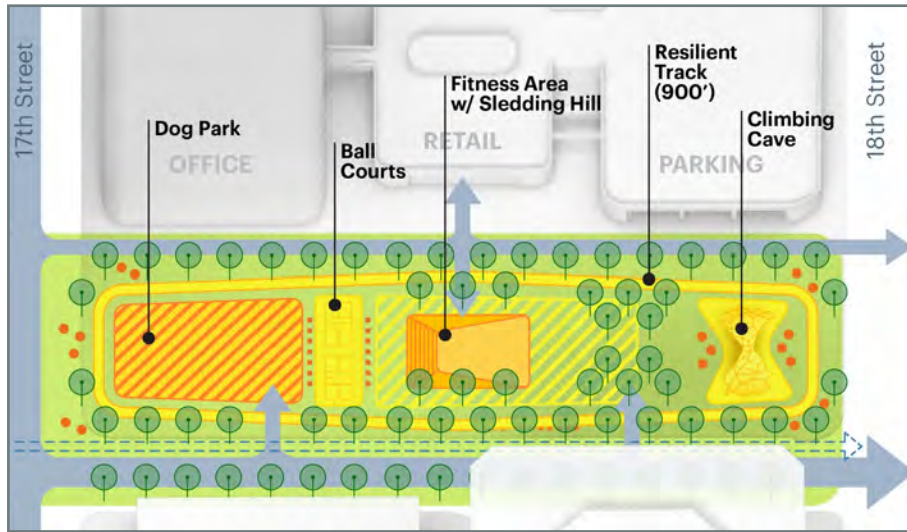 17th Street
OFFICE
Dog Park
Ball
Courts
Fitness Area
w/ Sledding Hill
RETAIL
Resilient
Track
(900’)
PARKING
Climbing
Cave
18th Street